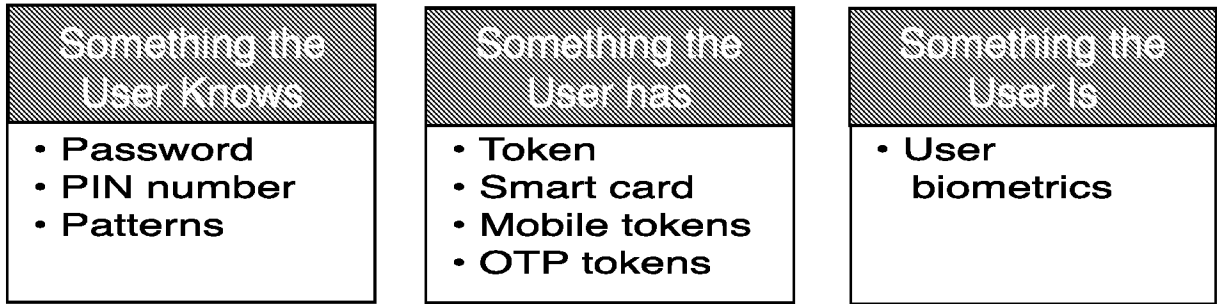 Something the
User Knows
• Password
• PIN number
• Patterns
Something the
User has
• Token
• Smart card
• Mobile tokens
• OTP tokens
Something the
User Is
• User
biometrics